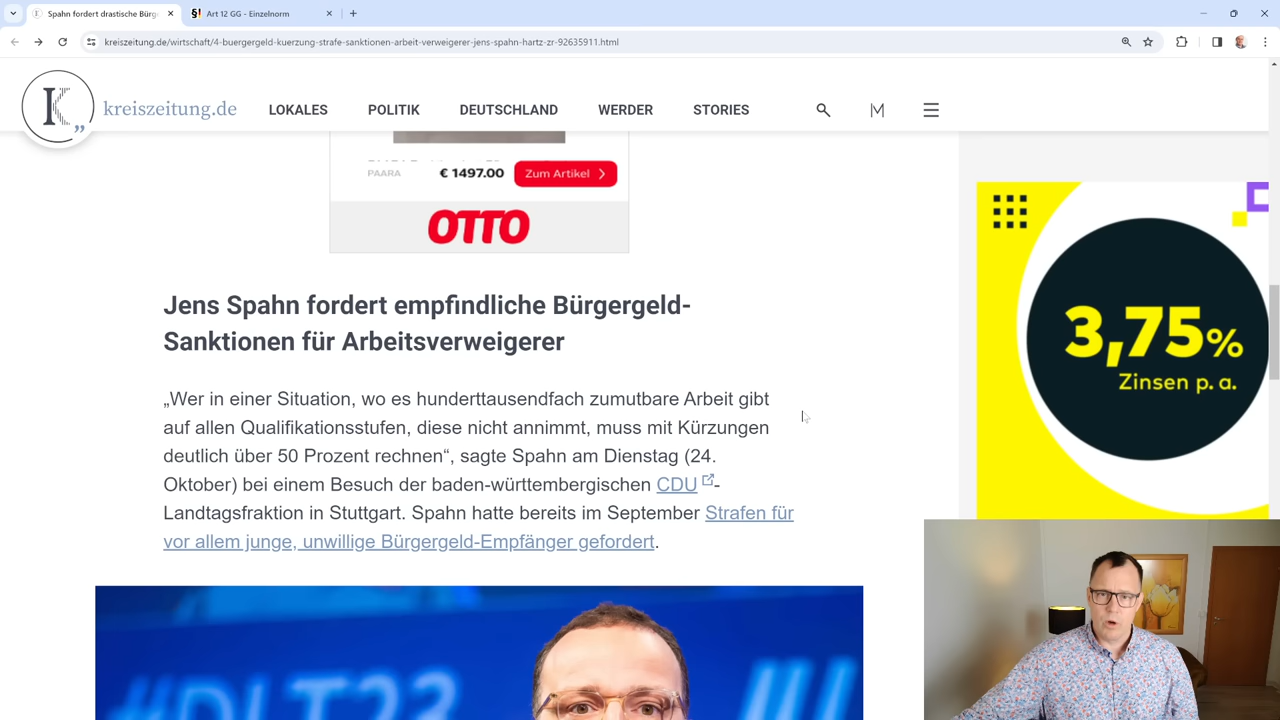 Spahn fordert drastische Bürg
Art 12 GG - Einzelnorm
kreiszeitung.de/wirtschaft/4-buergergeld-kuerzung-strafe-sanktionen-arbeit-verweigerer-jens-spahn-hartz-zr-92635911.html
K
kreiszeitung.de
LOKALES
POLITIK
DEUTSCHLAND
WERDER
STORIES
PAARA
€ 1497.00
Zum Artikel
OTTO
3,75%
Zinsen p. a.
Jens Spahn fordert empfindliche Bürgergeld-
Sanktionen für Arbeitsverweigerer
„Wer in einer Situation, wo es hunderttausendfach zumutbare Arbeit gibt
auf allen Qualifikationsstufen, diese nicht annimmt, muss mit Kürzungen
deutlich über 50 Prozent rechnen“, sagte Spahn am Dienstag (24.
Oktober) bei einem Besuch der baden-württembergischen CDU-
Landtagsfraktion in Stuttgart. Spahn hatte bereits im September Strafen für
vor allem junge, unwillige Bürgergeld-Empfänger gefordert.
#DLT23